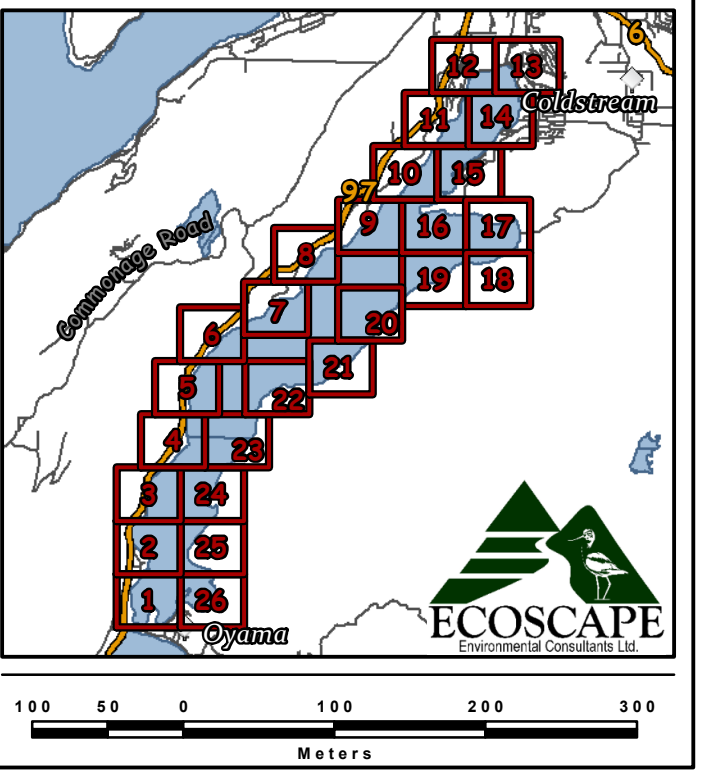 6
12 13
Coldstream
11 14
10 15
97
9 16 17
8
19 18
7
20
6
21
5
22
4
23
3 24
2 25
1 26
Oyama
Commonage Road
ECOSCAPE
Environmental Consultants Ltd.
100 50 0 100 200 300
Meters